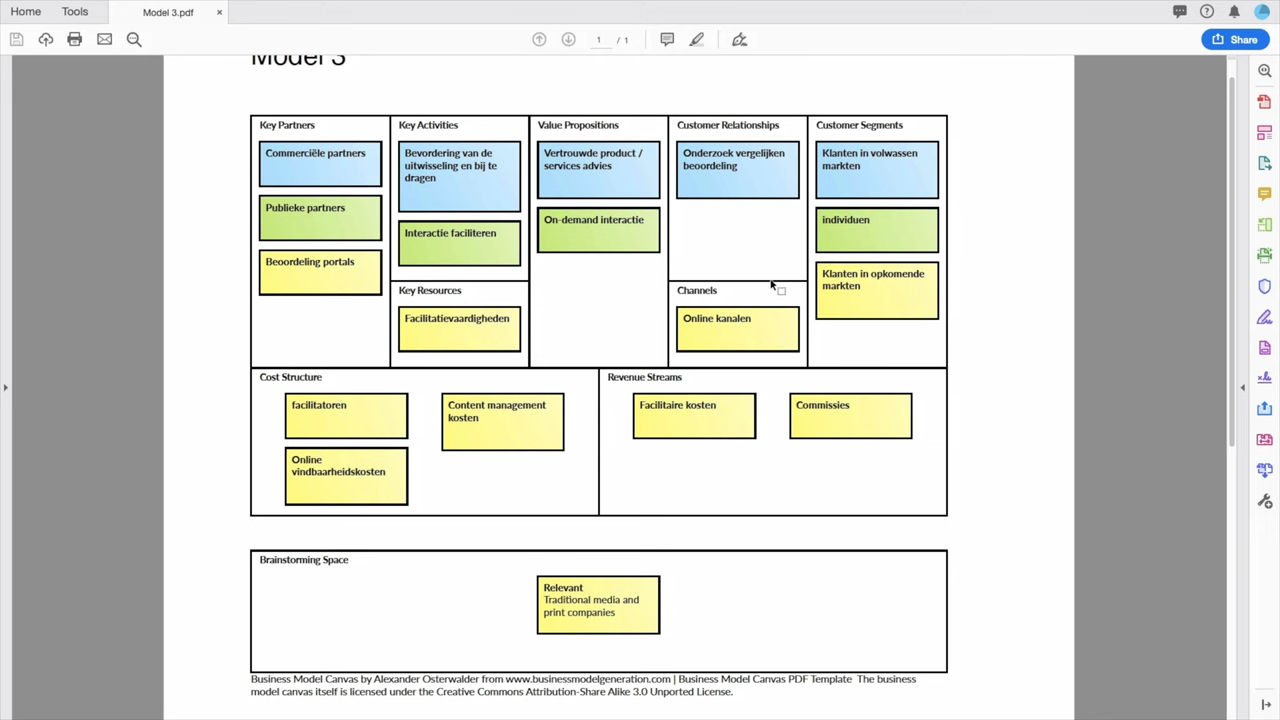 Home
Tools
Model 3.pdf
×
1
/ 1
Share
Model 3
Key Partners
Commerciële partners
Publieke partners
Beoordeling portals
Key Activities
Bevordering van de
uitwisseling en bij te
dragen
Interactie faciliteren
Key Resources
Facilitatievaardigheden
Value Propositions
Vertrouwde product /
services advies
On-demand interactie
Customer Relationships
Onderzoek vergelijken
beoordeling
Channels
Online kanalen
Customer Segments
Klanten in volwassen
markten
individuen
Klanten in opkomende
markten
Cost Structure
facilitatoren
Content management
kosten
Online
vindbaarheidskosten
Revenue Streams
Facilitaire kosten
Commissies
Brainstorming Space
Relevant
Traditional media and
print companies
Business Model Canvas by Alexander Osterwalder from www.businessmodelgeneration.com | Business Model Canvas PDF Template The business
model canvas itself is licensed under the Creative Commons Attribution-Share Alike 3.0 Unported License.